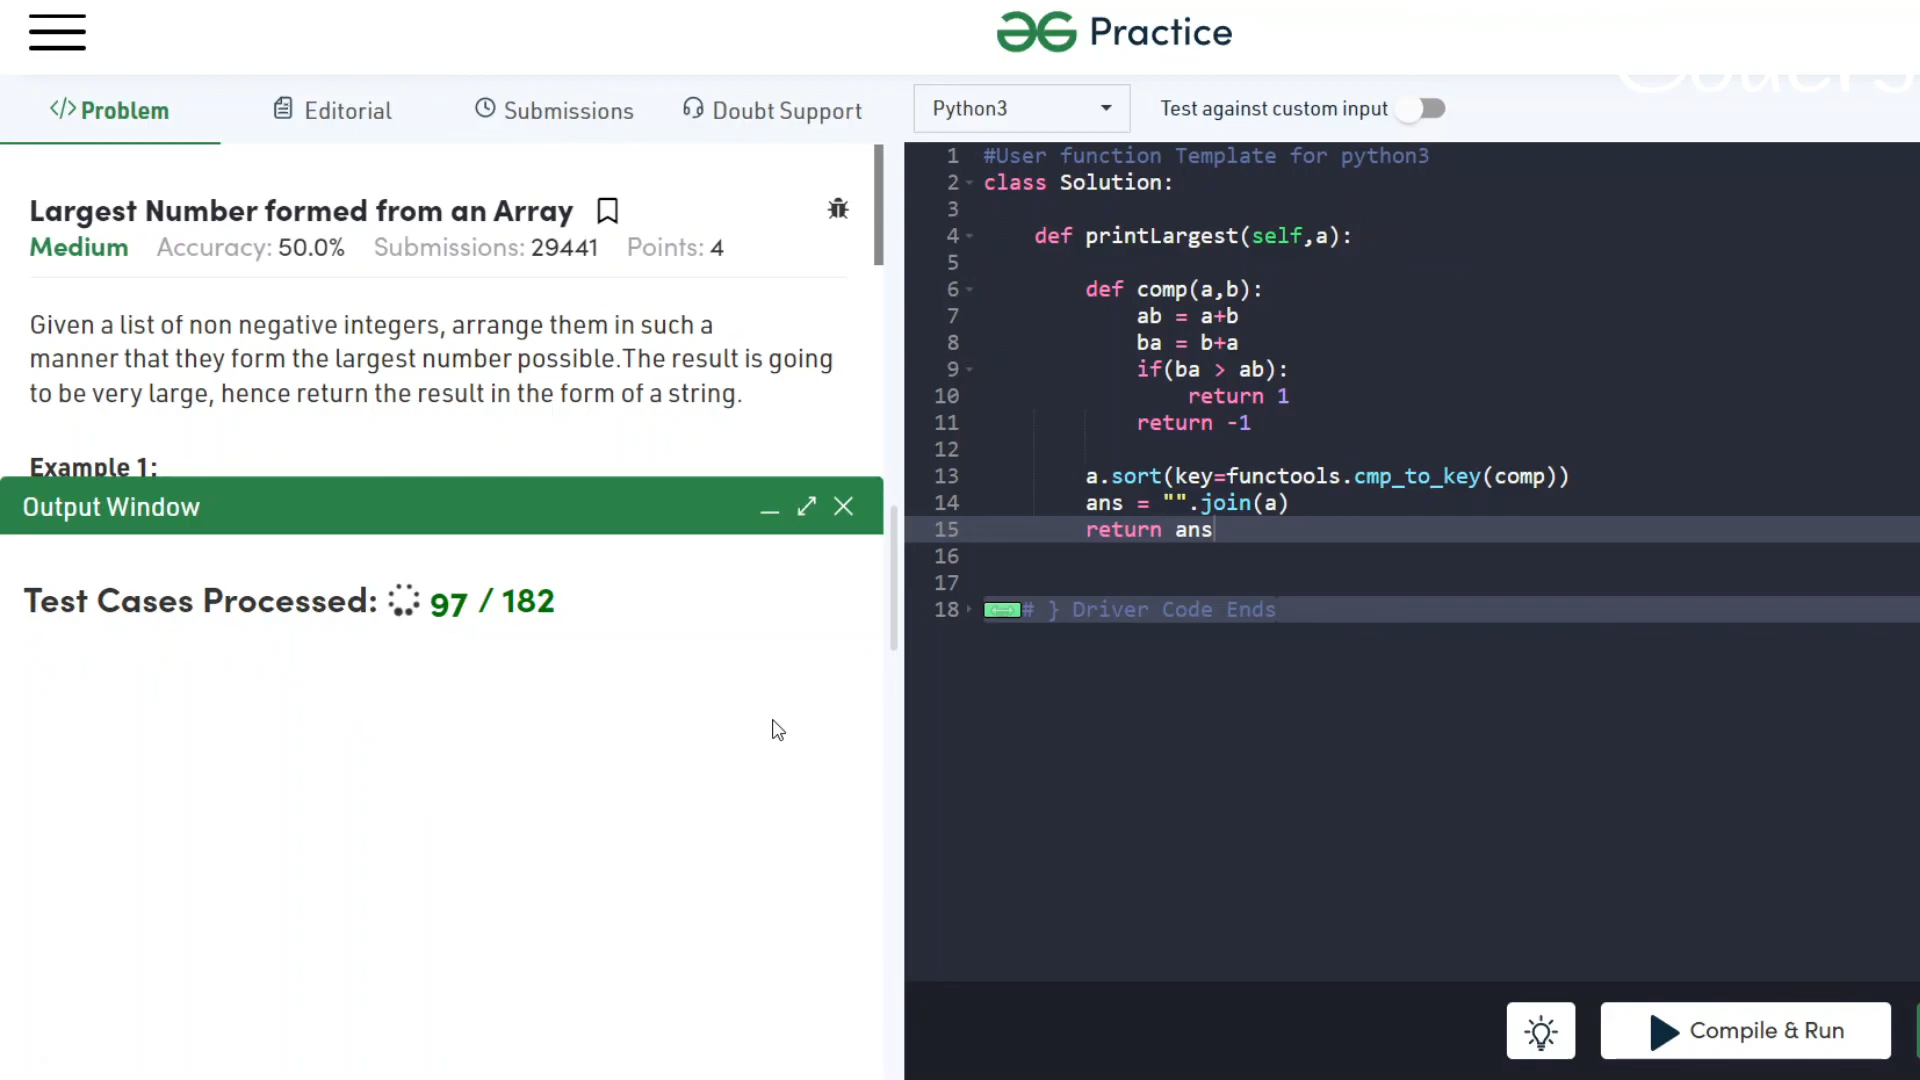 Practice
Problem
Editorial
Submissions
Doubt Support
Python3
Test against custom input
Largest Number formed from an Array
Medium Accuracy: 50.0% Submissions: 29441 Points: 4
Given a list of non negative integers, arrange them in such a
manner that they form the largest number possible.The result is going
to be very large, hence return the result in the form of a string.
Example 1:
Output Window
Test Cases Processed: 97 / 182
1 #User function Template for python3
2 class Solution:
3
4 def printLargest(self,a):
5
6 def comp(a,b):
7 ab = a+b
8 ba = b+a
9 if(ba > ab):
10 return 1
11 return -1
12
13 a.sort(key=functools.cmp_to_key(comp))
14 ans = "".join(a)
15 return ans
16
17
18 # } Driver Code Ends
Compile & Run